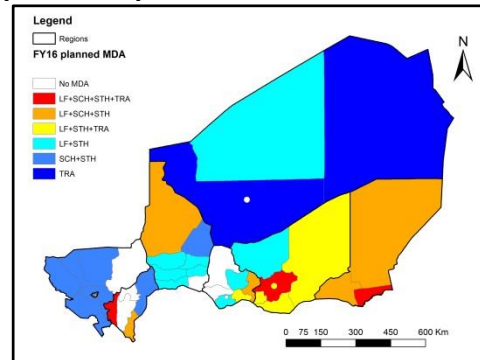 Legend
Regions
FY16 planned MDA
No MDA
LF+SCH+STH+TRA
LF+SCH+STH
LF+STH+TRA
LF+STH
SCH+STH
TRA
N
0 75 150 300 450 600 Km